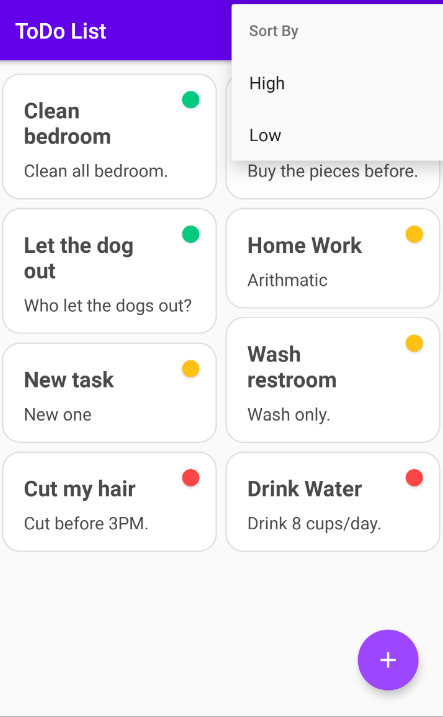 ToDo List
Sort By
High
Low
Clean
bedroom
Clean all bedroom.
Buy the pieces before.
Let the dog
out
Who let the dogs out?
Home Work
Arithmatic
New task
New one
Wash
restroom
Wash only.
Cut my hair
Cut before 3PM.
Drink Water
Drink 8 cups/day.
+